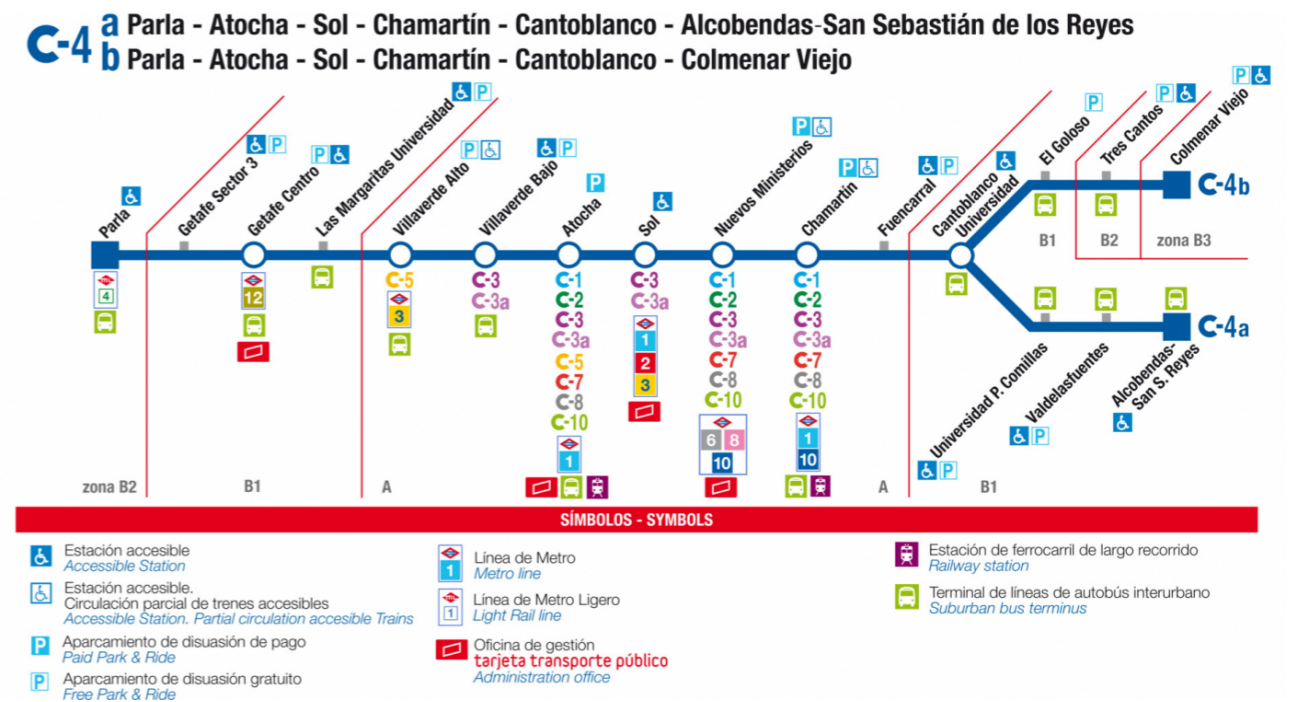 C-4
a Parla - Atocha - Sol - Chamartín - Cantoblanco - Alcobendas-San Sebastián de los Reyes
b Parla - Atocha - Sol - Chamartín - Cantoblanco - Colmenar Viejo
Parla
Getafe Sector 3
Getafe Centro
Las Margaritas Universidad
Villaverde Alto
Villaverde Bajo
Atocha
Sol
Nuevos Ministerios
Chamartín
Fuencarral
Cantoblanco
Universidad
El Goloso
Tres Cantos
Colmenar Viejo
P
P
P
P
P
P
P
P
P
P
P
P
C-4b
B1
B2
zona B3
C-4a
Universidad P. Comillas
Valdelasfuentes
Alcobendas-
San S. Reyes
P
P
4
12
C-5
3
C-3
C-3a
C-1
C-2
C-3
C-3a
C-5
C-7
C-8
C-10
1
C-3
C-3a
1
2
3
C-1
C-2
C-3
C-3a
C-7
C-8
C-10
6 8
10
C-1
C-2
C-3
C-3a
C-7
C-8
C-10
1
10
zona B2
B1
A
A
B1
SÍMBOLOS - SYMBOLS
Estación accesible
Accessible Station
Estación accesible.
Circulación parcial de trenes accesibles
Accessible Station. Partial circulation accesible Trains
P Aparcamiento de disuasión de pago
Paid Park & Ride
P Aparcamiento de disuasión gratuito
Free Park & Ride
1 Línea de Metro
Metro line
1 Línea de Metro Ligero
Light Rail line
Oficina de gestión
tarjeta transporte público
Administration office
Estación de ferrocarril de largo recorrido
Railway station
Terminal de líneas de autobús interurbano
Suburban bus terminus